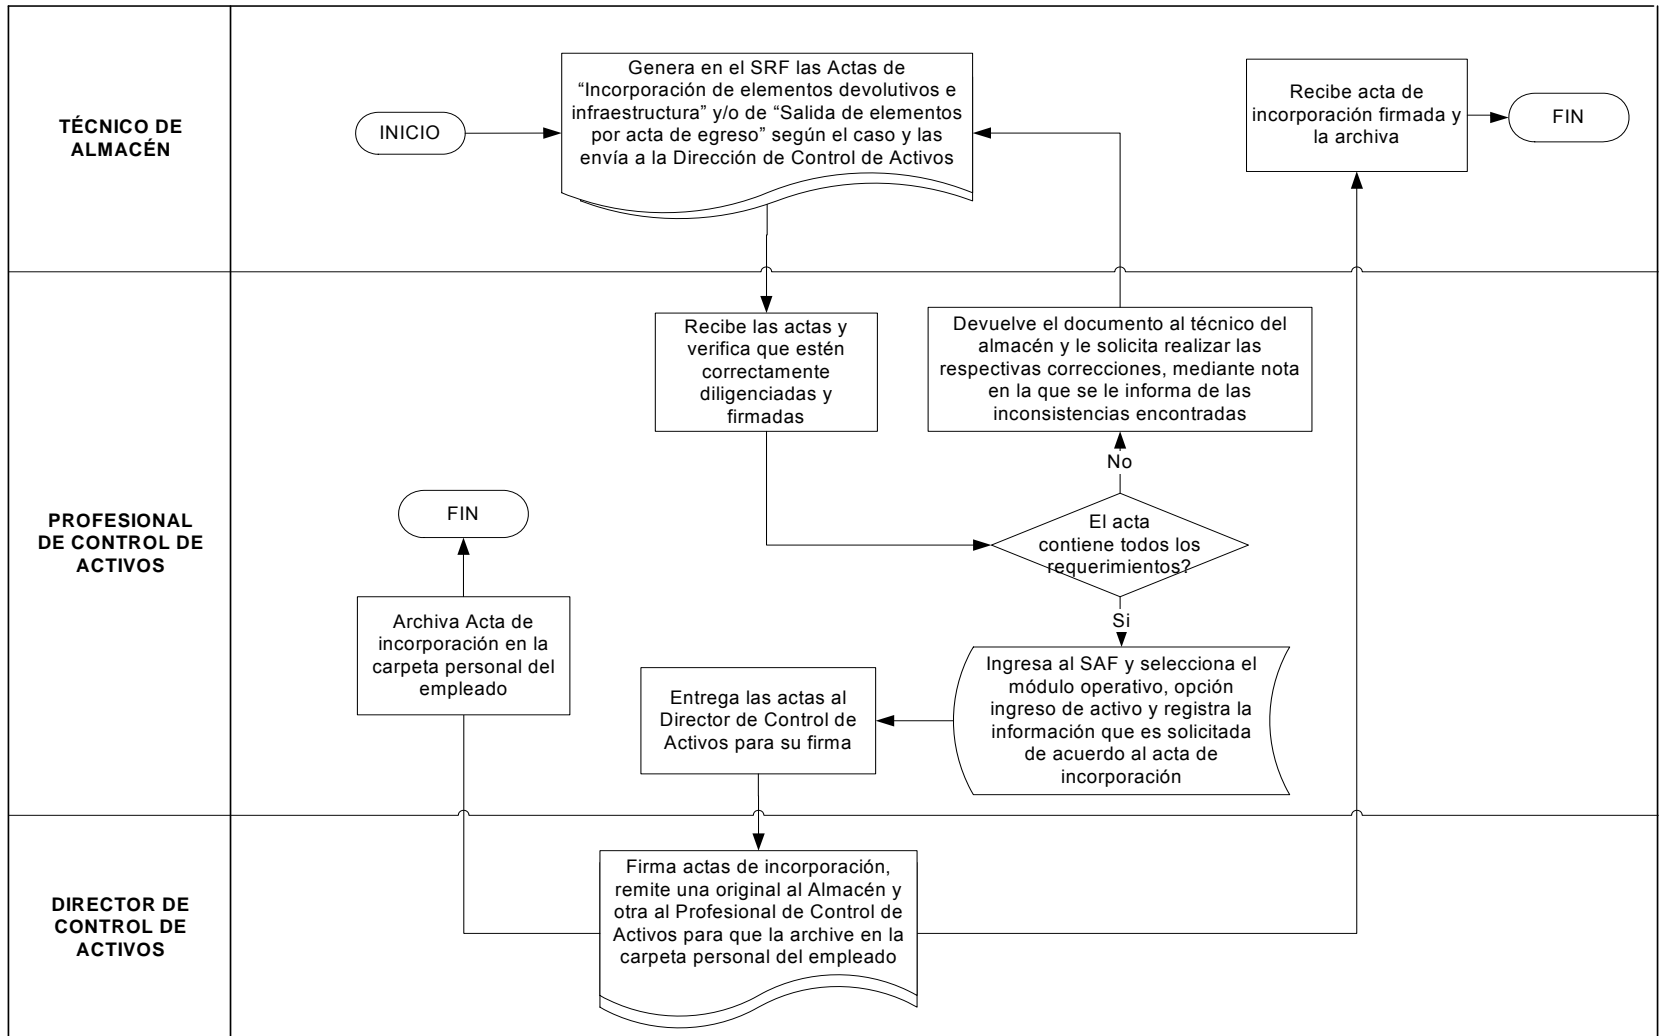 TÉCNICO DE
ALMACÉN
INICIO
Genera en el SRF las Actas de
“Incorporación de elementos devolutivos e
infraestructura” y/o de “Salida de elementos
por acta de egreso” según el caso y las
envía a la Dirección de Control de Activos
Recibe acta de
incorporación firmada y
la archiva
FIN
PROFESIONAL
DE CONTROL DE
ACTIVOS
Recibe las actas y
verifica que estén
correctamente
diligenciadas y
firmadas
Devuelve el documento al técnico del
almacén y le solicita realizar las
respectivas correcciones, mediante nota
en la que se le informa de las
inconsistencias encontradas
No
El acta
contiene todos los
requerimientos?
Si
FIN
Archiva Acta de
incorporación en la
carpeta personal del
empleado
Entrega las actas al
Director de Control de
Activos para su firma
Ingresa al SAF y selecciona el
módulo operativo, opción
ingreso de activo y registra la
información que es solicitada
de acuerdo al acta de
incorporación
DIRECTOR DE
CONTROL DE
ACTIVOS
Firma actas de incorporación,
remite una original al Almacén y
otra al Profesional de Control de
Activos para que la archive en la
carpeta personal del empleado